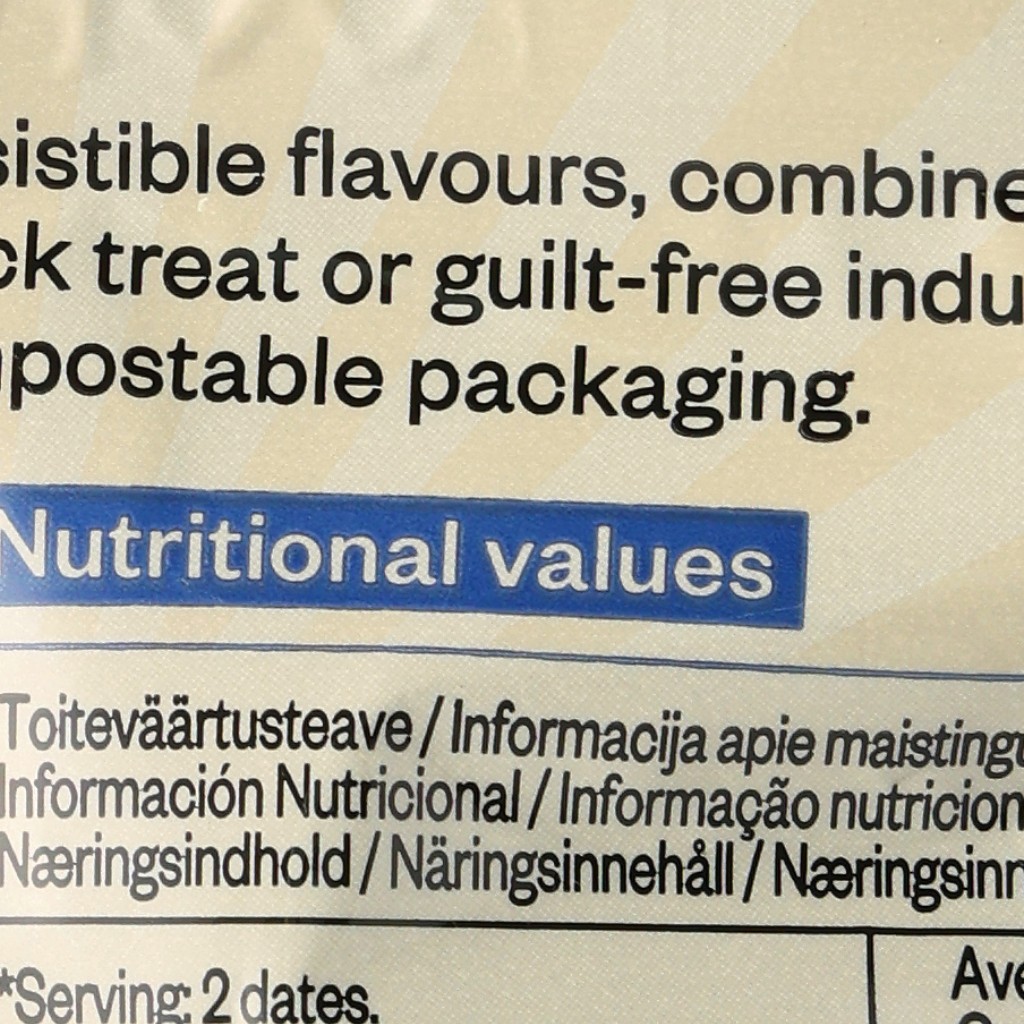 sistible flavours, combine
ck treat or guilt-free indu
postable packaging.
Nutritional values
Toiteväärtusteave / Informacija apie maistingu
Información Nutricional / Informação nutricion
Næringsindhold / Näringsinnehåll / Næringsinn
*Serving: 2 dates.
Ave